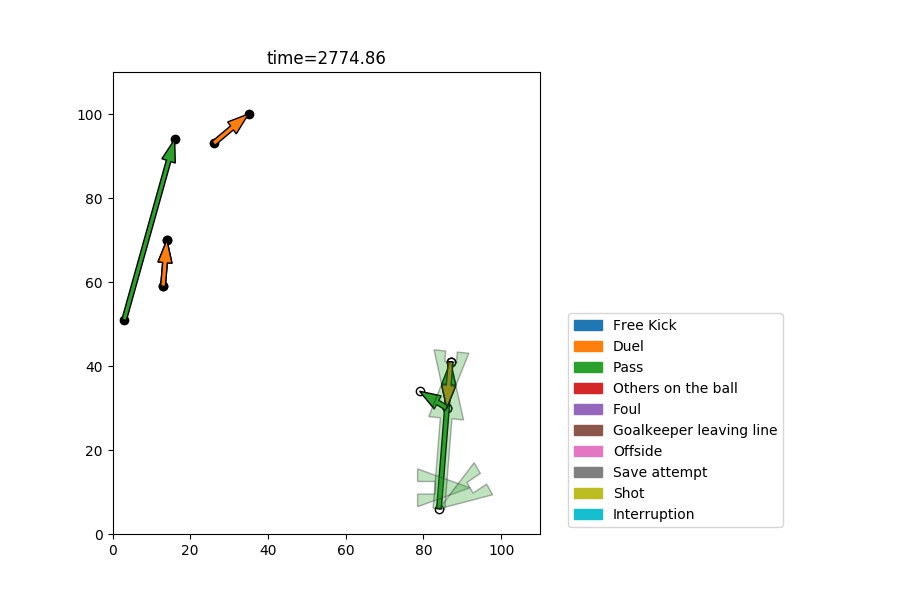 time=2774.86
100
80
60
40
20
0
0 20 40 60 80 100
Free Kick
Duel
Pass
Others on the ball
Foul
Goalkeeper leaving line
Offside
Save attempt
Shot
Interruption